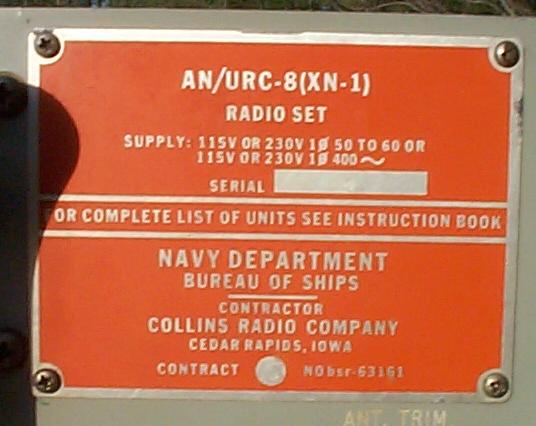 AN/URC-8(XN-1)
RADIO SET
SUPPLY: 115V OR 230V 1ø 50 TO 60 OR
115V OR 230V 1ø 400~
SERIAL
FOR COMPLETE LIST OF UNITS SEE INSTRUCTION BOOK
NAVY DEPARTMENT
BUREAU OF SHIPS
CONTRACTOR
COLLINS RADIO COMPANY
CEDAR RAPIDS, IOWA
CONTRACT NObsr-63161
ANT. TRIM.